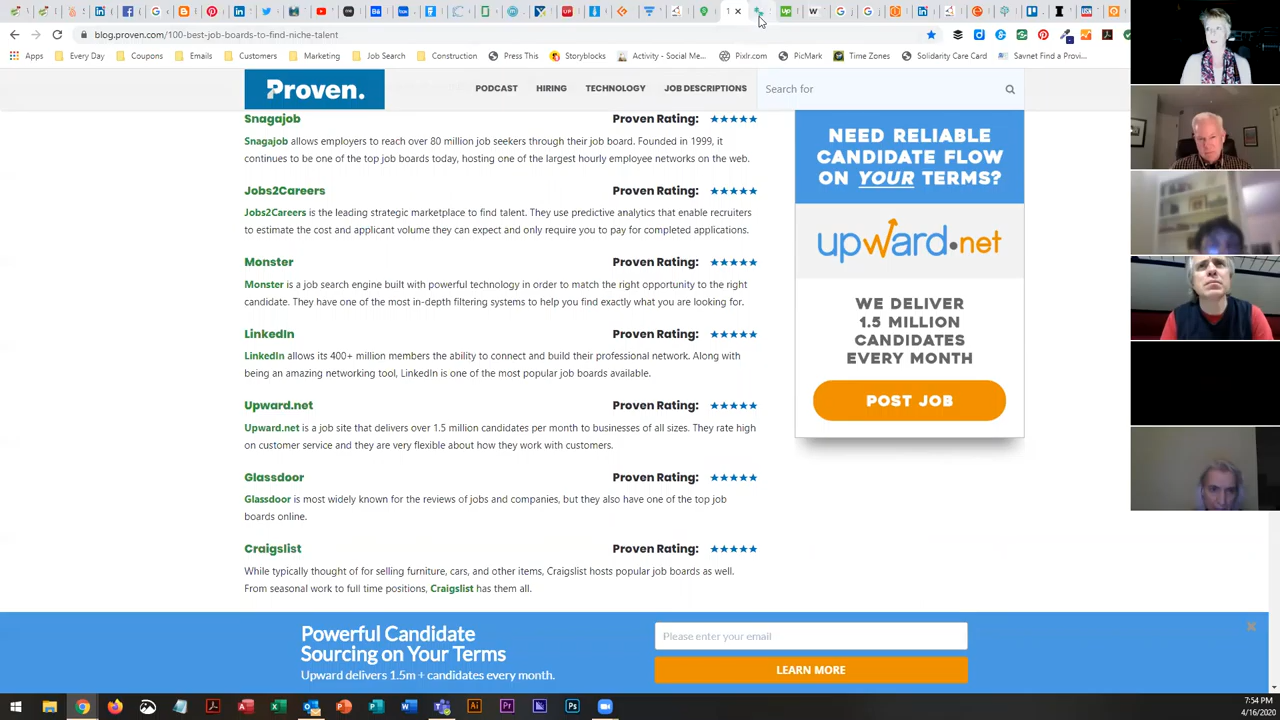 1
blog.proven.com/100-best-job-boards-to-find-niche-talent
Apps Every Day Coupons Emails Research Marketing Job Search Construction Press This Storyblocks Activity - Social Me... Pixlr.com PicMark Time Zones Solidarity Care Card Savnet Find a Provi...
Proven.
PODCAST HIRING TECHNOLOGY JOB DESCRIPTIONS Search for
Snagajob Proven Rating: ★★★★★
Snagajob allows employers to reach over 80 million job seekers through their job board. Founded in 1999, it
continues to be one of the top job boards today, hosting one of the largest hourly employee networks on the web.
Jobs2Careers Proven Rating: ★★★★★
Jobs2Careers is the leading strategic marketplace to find talent. They use predictive analytics that enable recruiters
to estimate the cost and applicant volume they can expect and only require you to pay for completed applications.
Monster Proven Rating: ★★★★★
Monster is a job search engine built with powerful technology in order to match the right opportunity to the right
candidate. They have one of the most in-depth filtering systems to help you find exactly what you are looking for.
LinkedIn Proven Rating: ★★★★★
LinkedIn allows its 400+ million members the ability to connect and build their professional network. Along with
being an amazing networking tool, LinkedIn is one of the most popular job boards available.
Upward.net Proven Rating: ★★★★★
Upward.net is a job site that delivers over 1.5 million candidates per month to businesses of all sizes. They rate high
on customer service and they are very flexible about how they work with customers.
Glassdoor Proven Rating: ★★★★★
Glassdoor is most widely known for the reviews of jobs and companies, but they also have one of the top job
boards online.
Craigslist Proven Rating: ★★★★★
While typically thought of for selling furniture, cars, and other items, Craigslist hosts popular job boards as well.
From seasonal work to full time positions, Craigslist has them all.
NEED RELIABLE
CANDIDATE FLOW
ON YOUR TERMS?
upward.net
WE DELIVER
1.5 MILLION
CANDIDATES
EVERY MONTH
POST JOB
Powerful Candidate
Sourcing on Your Terms
Upward delivers 1.5m + candidates every month.
Please enter your email
LEARN MORE
7:54 PM
4/16/2020